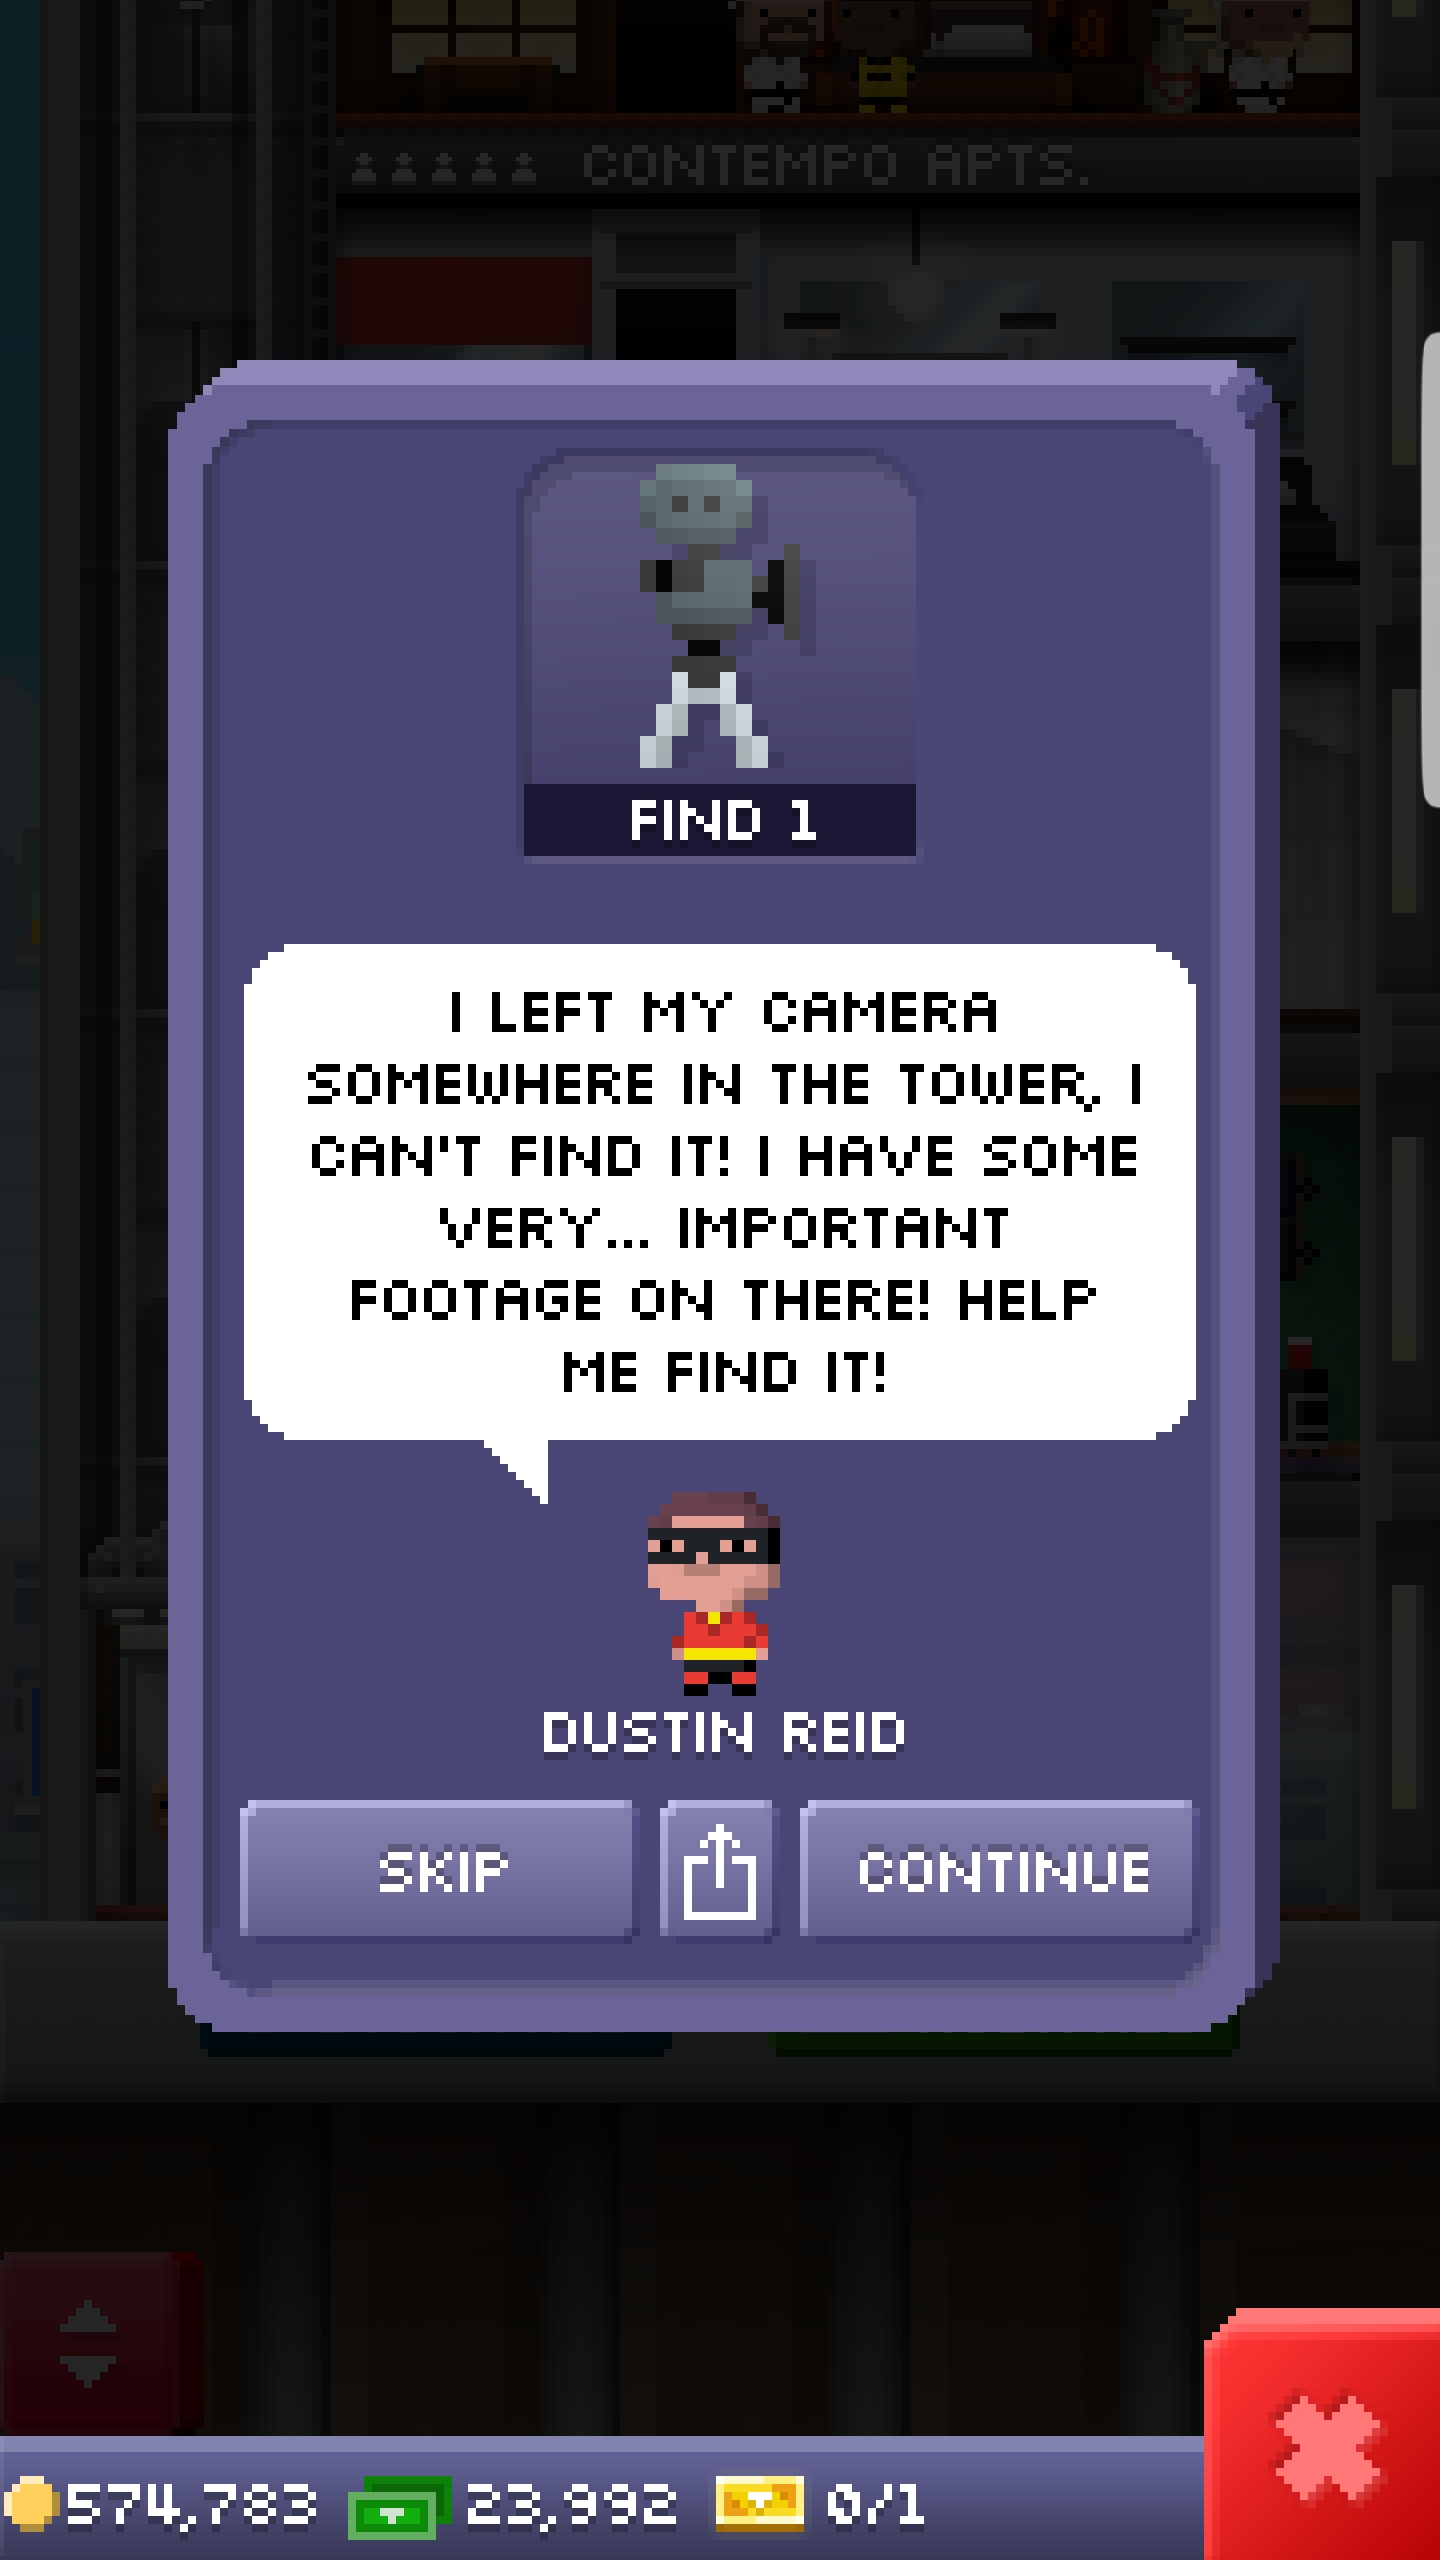 CONTEMPO APTS.
FIND 1
I LEFT MY CAMERA
SOMEWHERE IN THE TOWER, I
CAN'T FIND IT! I HAVE SOME
VERY... IMPORTANT
FOOTAGE ON THERE! HELP
ME FIND IT!
DUSTIN REID
SKIP
CONTINUE
574,783 23,992 0/1